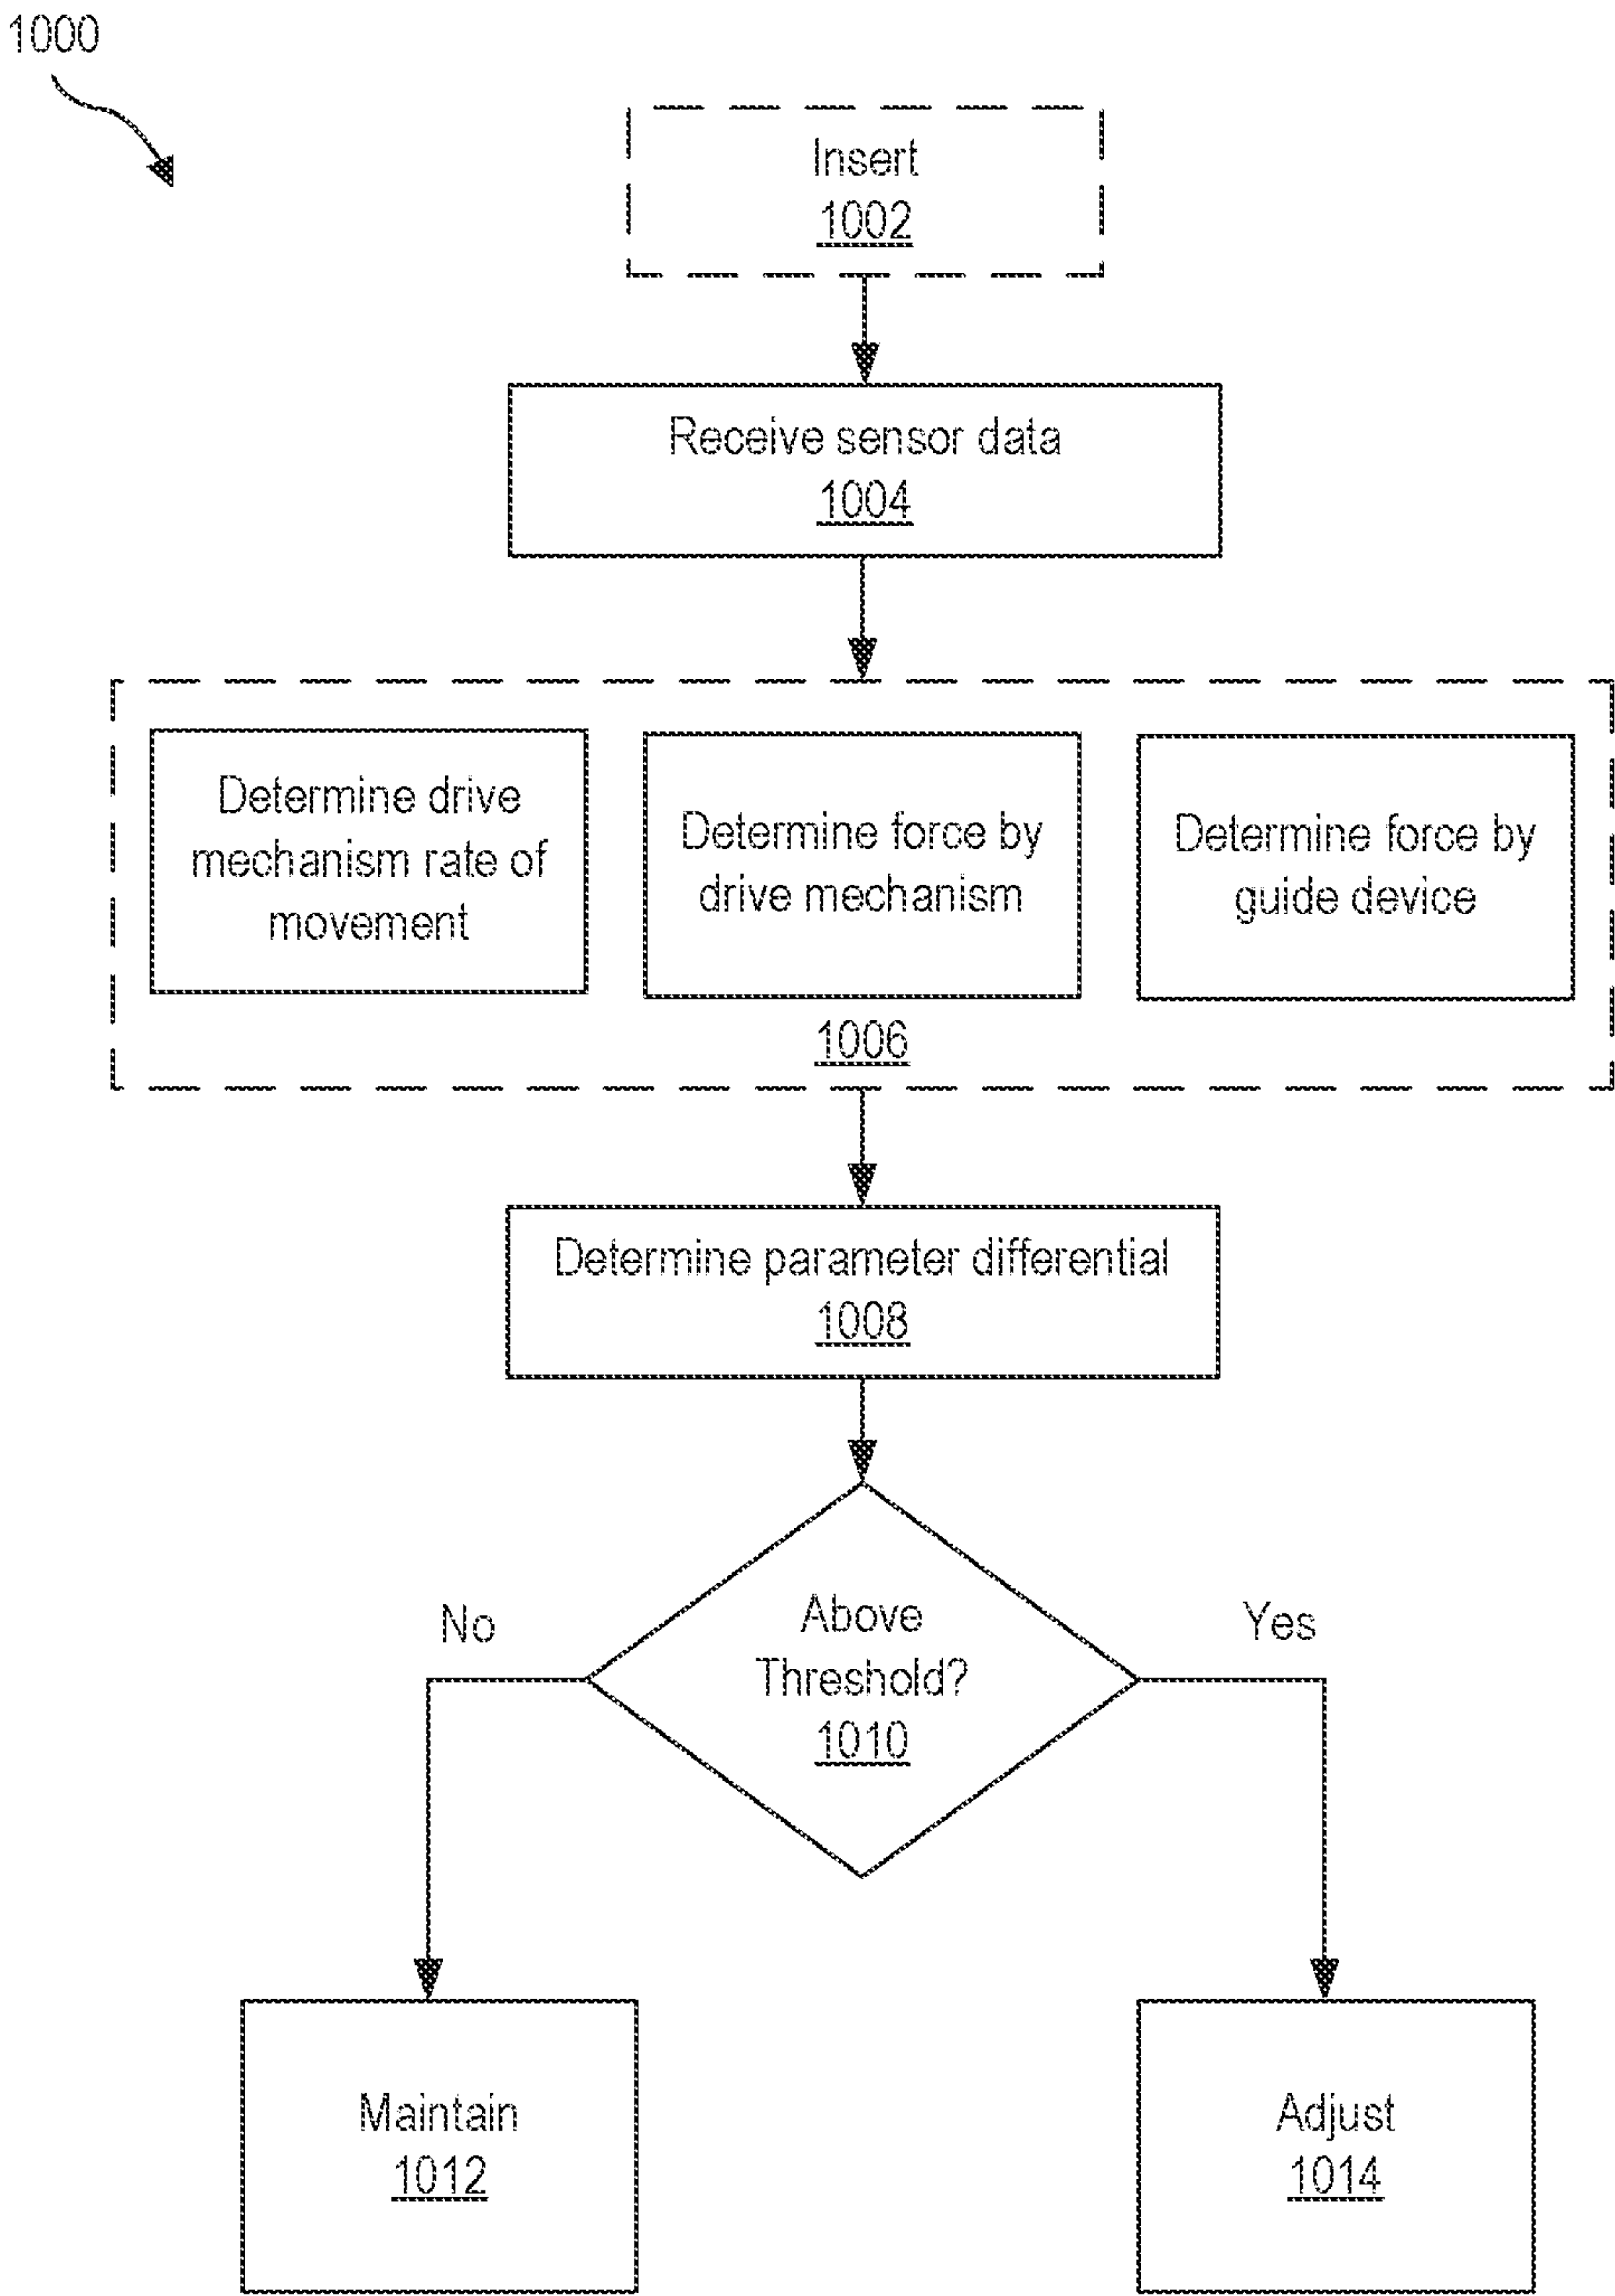 1000
Insert
1002
Receive sensor data
1004
Determine drive
mechanism rate of
movement
Determine force by
drive mechanism
Determine force by
guide device
1006
Determine parameter differential
1008
Above
Threshold?
1010
No
Yes
Maintain
1012
Adjust
1014